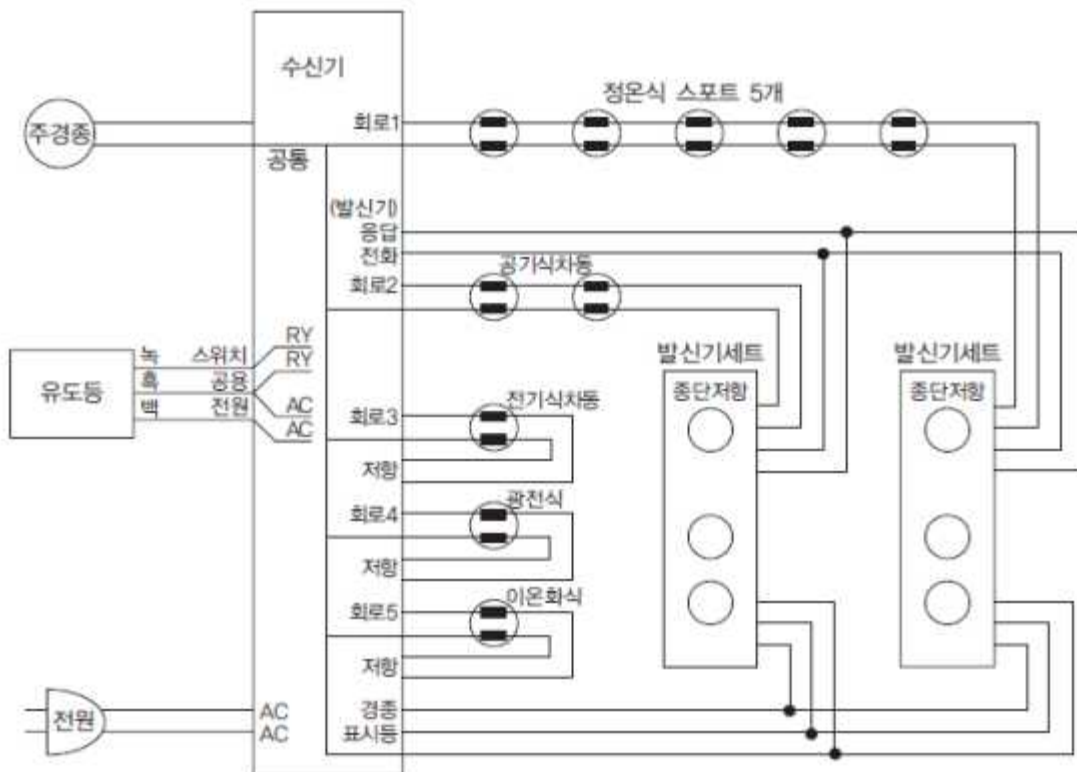 수신기
정온식 스포트 5개
주경종
회로1
공통
(발신기)
응답
전화
공기식차동
회로2
RY
RY
녹 스위치
흑 공용
백 전원
유도등
AC
AC
발신기세트
발신기세트
종단저항
종단저항
전기식차동
회로3
저항
광전식
회로4
저항
이온화식
회로5
저항
경종
표시등
전원
AC
AC